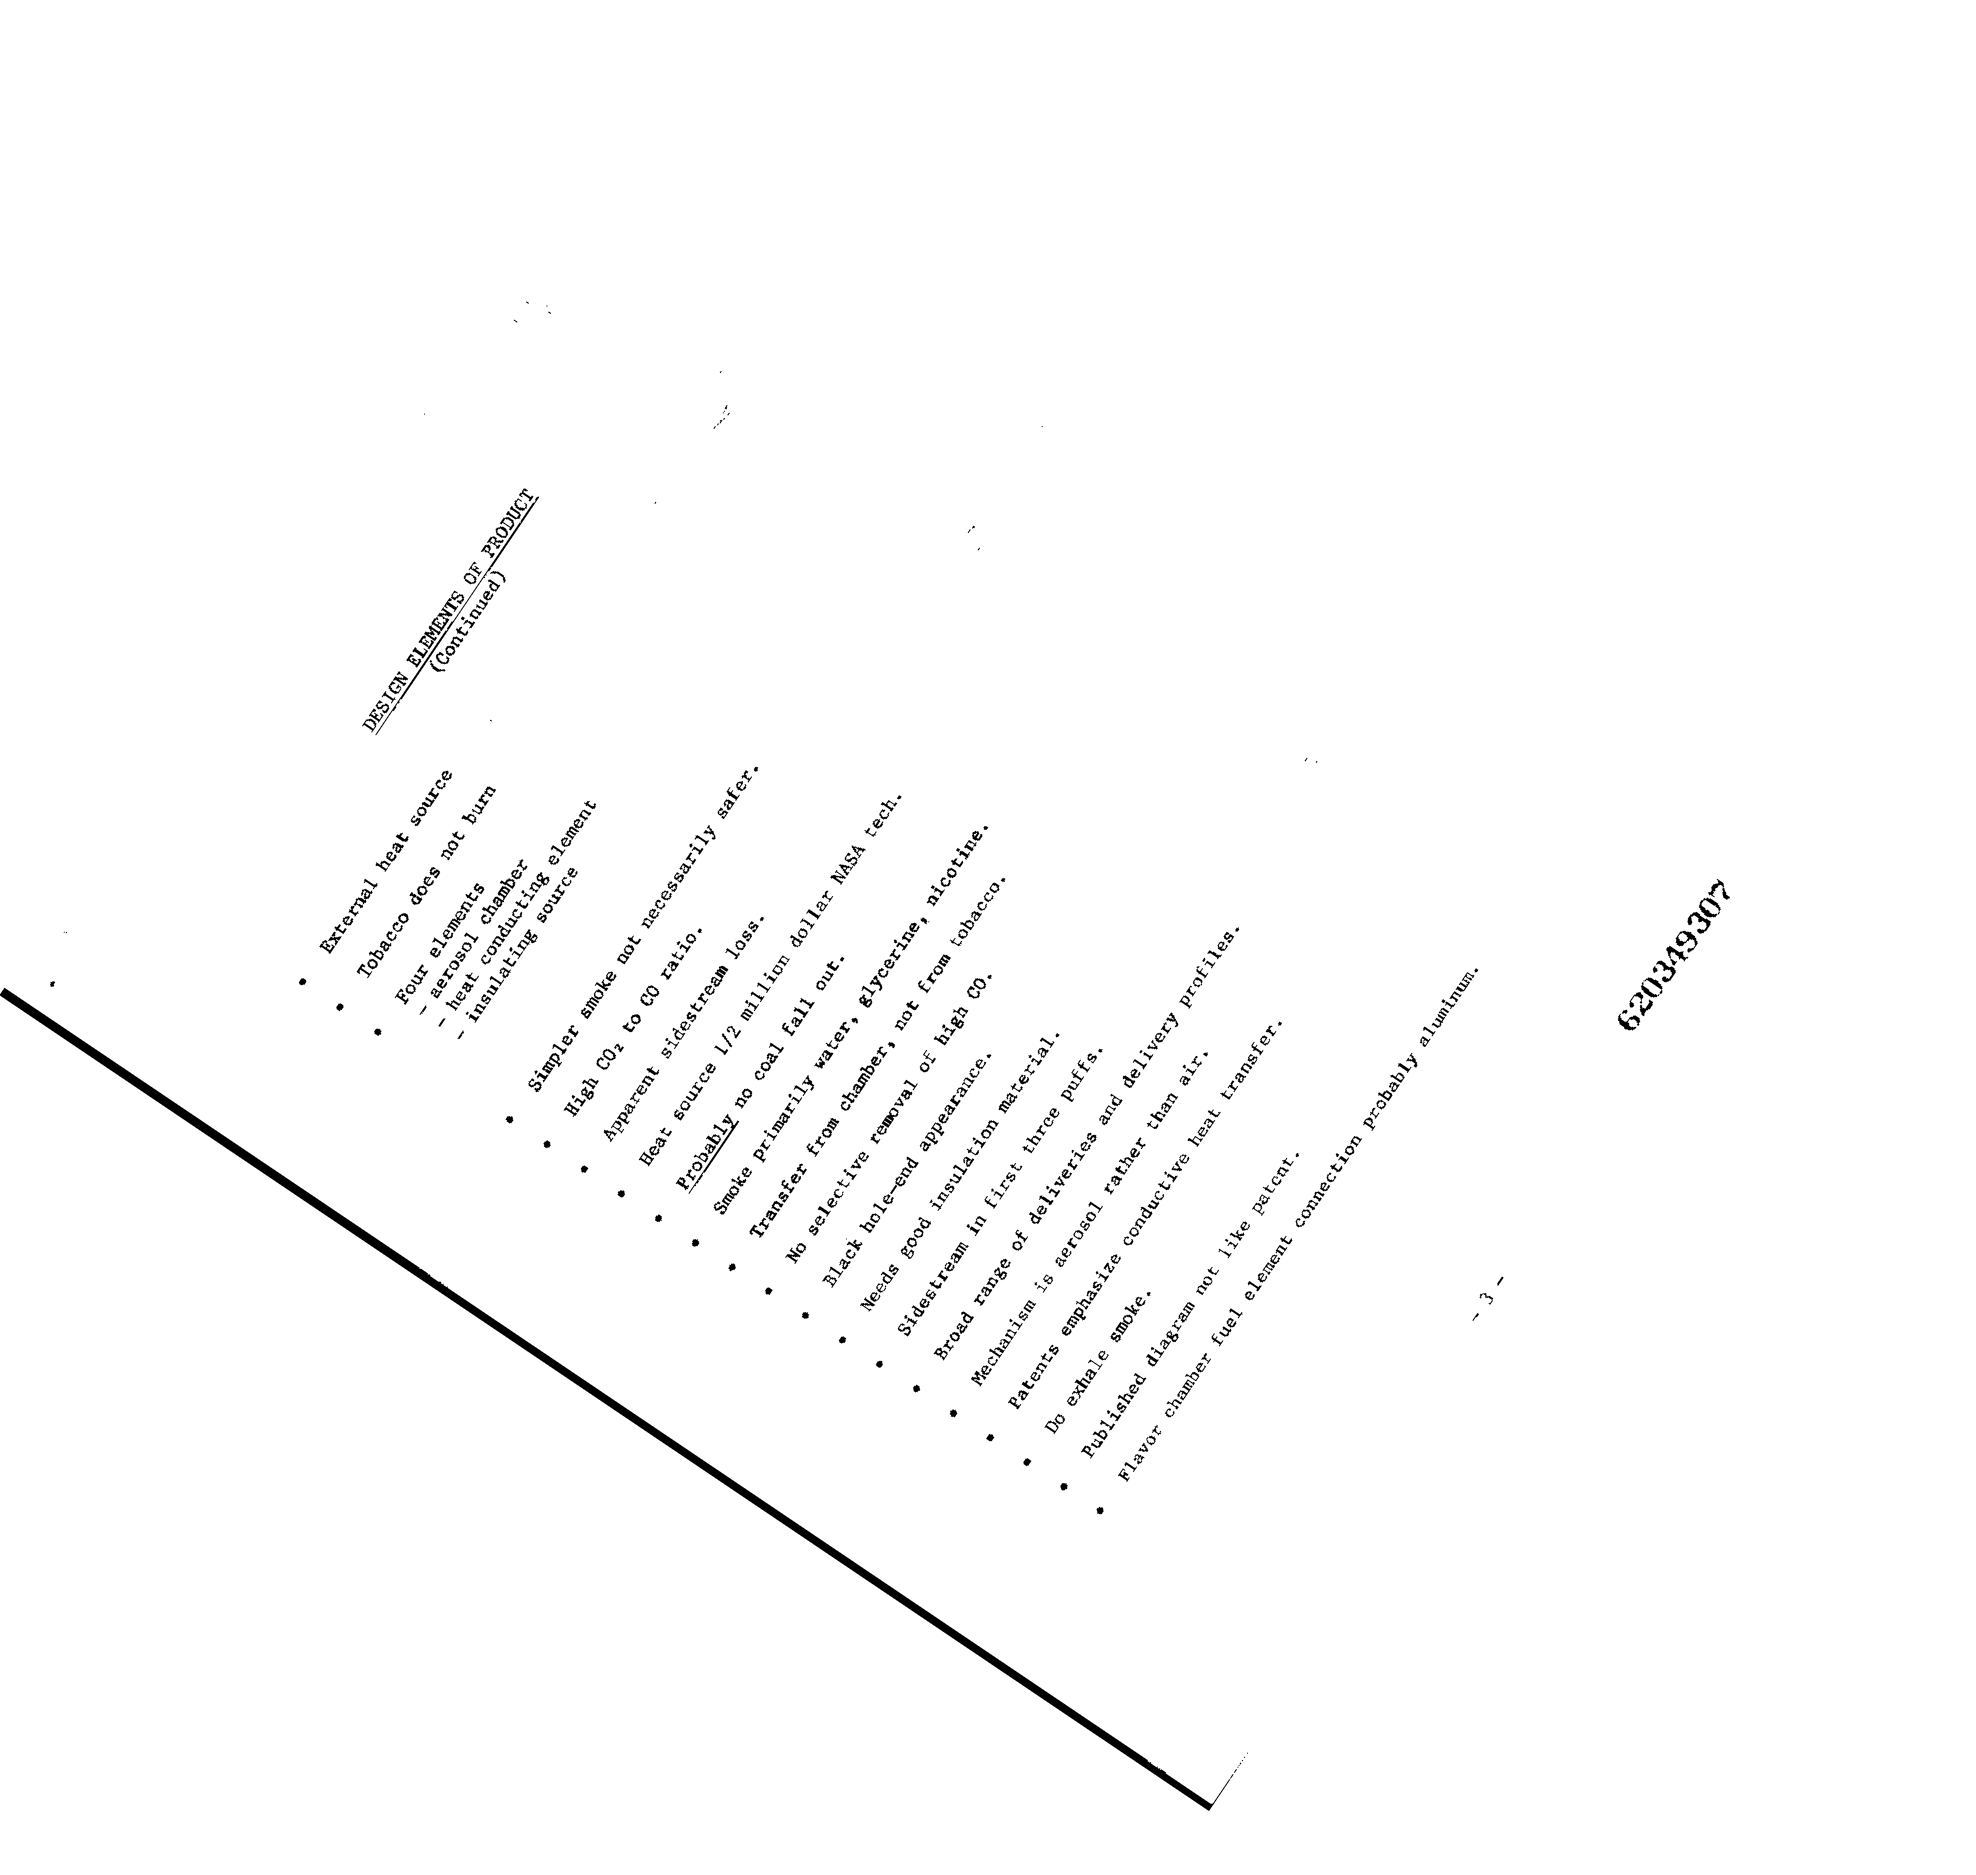 DESIGN ELEMENTS OF PRODUCT
(Continued)
• External heat source
• Tobacco does not burn
• Four elements
- aerosol chamber
- heat conducting element
- insulating source
• Simpler smoke not necessarily safer.
• High CO₂ to CO ratio.
• Apparent sidestream loss.
• Heat source 1/2 million dollar NASA tech.
• Probably no coal fall out.
• Smoke primarily water, glycerine, nicotine.
• Transfer from chamber, not from tobacco.
• No selective removal of high CO.
• Black hole-end appearance.
• Needs good insulation material.
• Sidestream in first three puffs.
• Broad range of deliveries and delivery profiles.
• Mechanism is aerosol rather than air.
• Patents emphasize conductive heat transfer.
• Do exhale smoke.
• Published diagram not like patent.
• Flavor chamber fuel element connection probably aluminum.
- 3 -
620349307